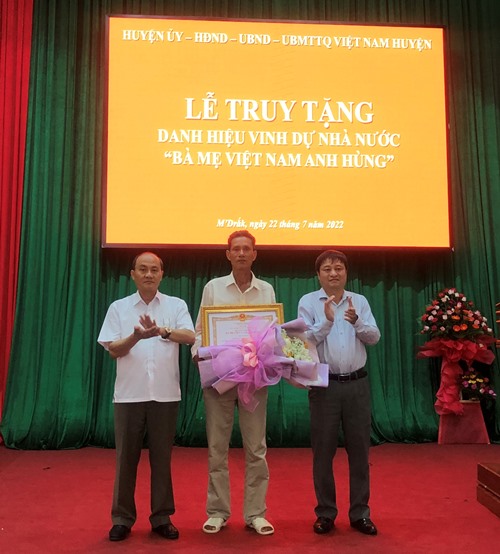 HUYỆN ỦY – HĐND – UBND – UBMTTQ VIỆT NAM HUYỆN
LỄ TRUY TẶNG
DANH HIỆU VINH DỰ NHÀ NƯỚC
“BÀ MẸ VIỆT NAM ANH HÙNG”
M’Drắk, ngày 22 tháng 7 năm 2022